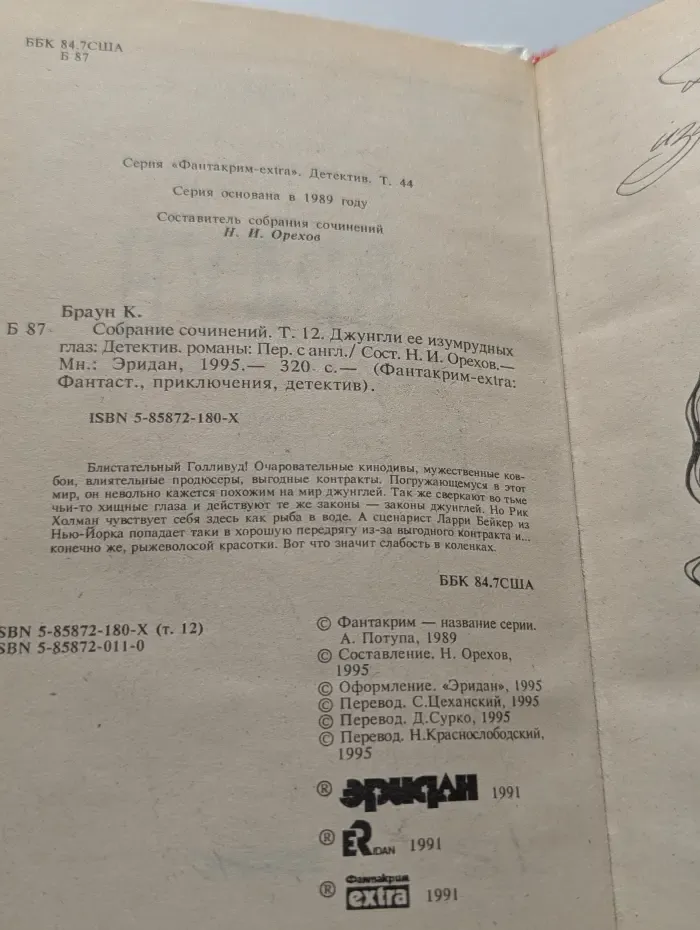 ББК 84.7США
Б 87
Серия «Фантакрим-extra». Детектив. Т. 44
Серия основана в 1989 году
Составитель собрания сочинений
Н. И. Орехов
Браун К.
Б 87 Собрание сочинений. Т. 12. Джунгли ее изумрудных
глаз: Детектив. романы: Пер. с англ./ Сост. Н. И. Орехов.—
Мн.: Эридан, 1995.— 320 с.— (Фантакрим-extra:
Фантаст., приключения, детектив).
ISBN 5-85872-180-X
Блистательный Голливуд! Очаровательные кинодивы, мужественные ков-
бои, влиятельные продюсеры, выгодные контракты. Погружающемуся в этот
мир, он невольно кажется похожим на мир джунглей. Так же сверкают во тьме
чьи-то хищные глаза и действуют те же законы — законы джунглей. Но Рик
Холман чувствует себя здесь как рыба в воде. А сценарист Ларри Бейкер из
Нью-Йорка попадает таки в хорошую передрягу из-за выгодного контракта и...
конечно же, рыжеволосой красотки. Вот что значит слабость в коленках.
ББК 84.7США
ISBN 5-85872-180-X (т. 12)
ISBN 5-85872-011-0
© Фантакрим — название серии.
А. Потупа, 1989
© Составление. Н. Орехов,
1995
© Оформление. «Эридан», 1995
© Перевод. С.Цеханский, 1995
© Перевод. Д.Сурко, 1995
© Перевод. Н.Краснослободский,
1995
® эридан 1991
® ERIDAN 1991
® Фантакрим
extra 1991